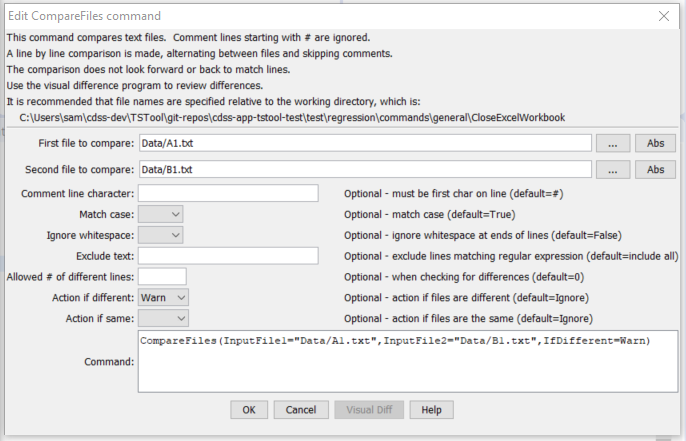 Edit CompareFiles command
This command compares text files. Comment lines starting with # are ignored.
A line by line comparison is made, alternating between files and skipping comments.
The comparison does not look forward or back to match lines.
Use the visual difference program to review differences.
It is recommended that file names are specified relative to the working directory, which is:
C:\Users\sam\cdss-dev\TSTool\git-repos\cdss-app-tstool-test\test\regression\commands\general\CloseExcelWorkbook
First file to compare: Data/A1.txt ... Abs
Second file to compare: Data/B1.txt ... Abs
Comment line character: Optional - must be first char on line (default=#)
Match case: Optional - match case (default=True)
Ignore whitespace: Optional - ignore whitespace at ends of lines (default=False)
Exclude text: Optional - exclude lines matching regular expression (default=include all)
Allowed # of different lines: Optional - when checking for differences (default=0)
Action if different: Warn Optional - action if files are different (default=Ignore)
Action if same: Optional - action if files are the same (default=Ignore)
CompareFiles(InputFile1="Data/A1.txt",InputFile2="Data/B1.txt",IfDifferent=Warn)
Command:
OK Cancel Visual Diff Help